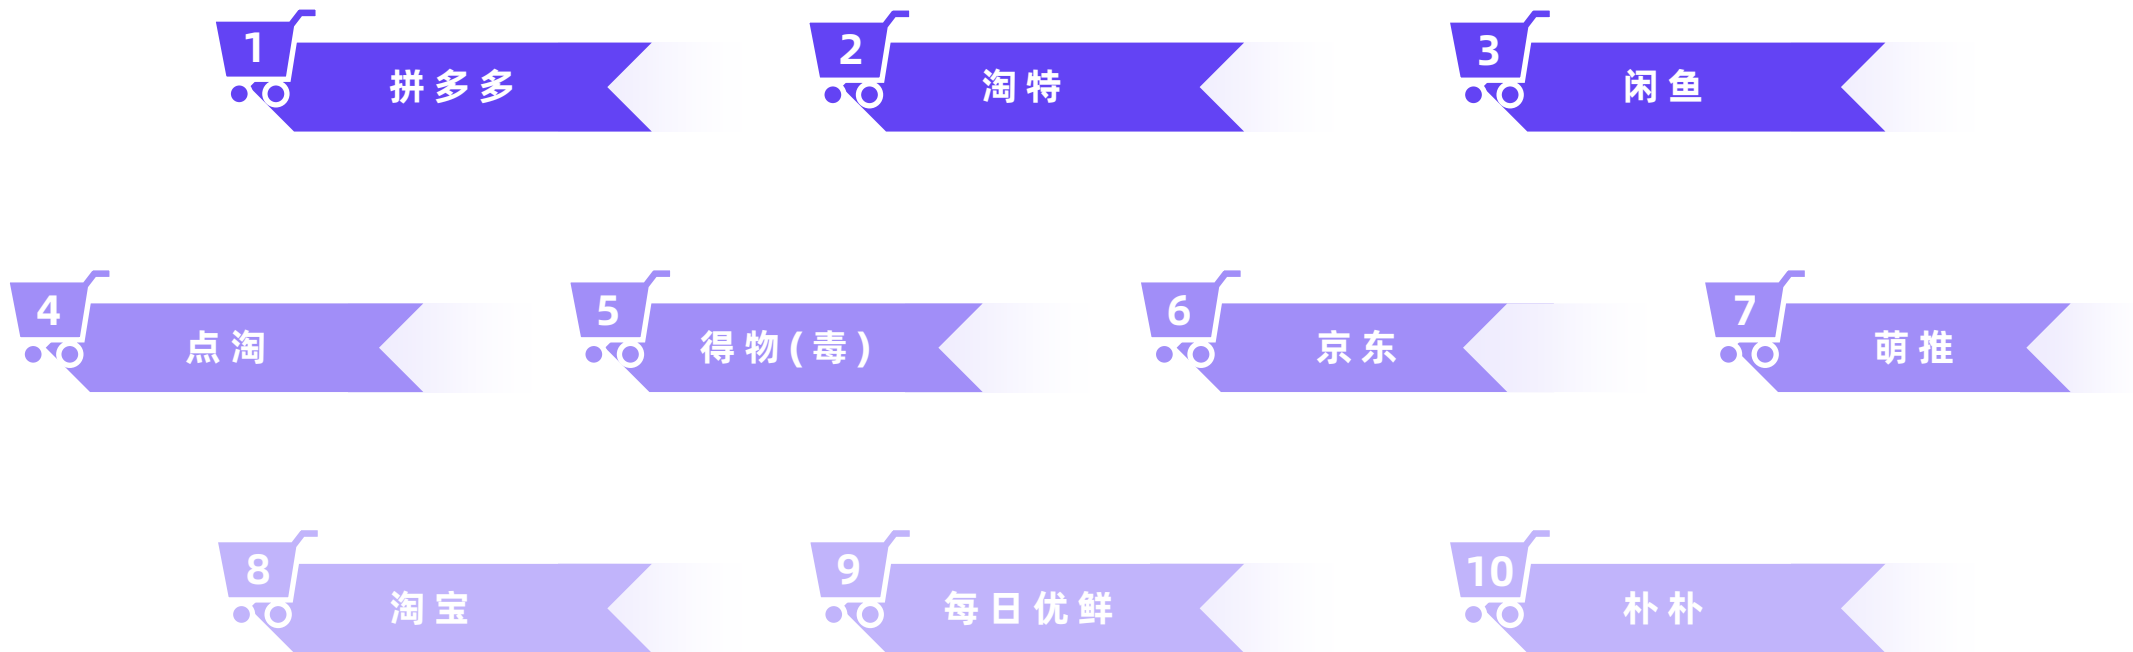 1 拼多多
2 淘特
3 闲鱼
4 点淘
5 得物(毒)
6 京东
7 萌推
8 淘宝
9 每日优鲜
10 朴朴